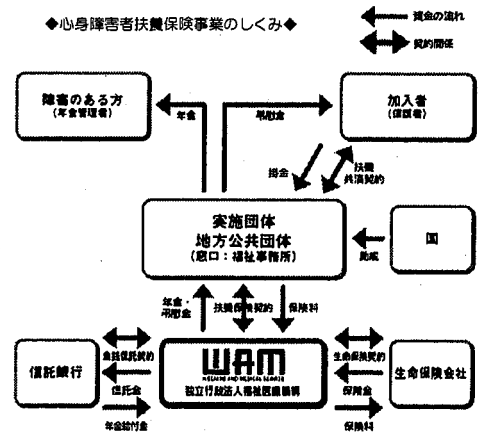 ◆心身障害者扶養保険事業のしくみ◆
資金の流れ
契約関係
障害のある方
(年金管理者)
加入者
(保護者)
年金
弔慰金
掛金
扶養
共済契約
実施団体
地方公共団体
(窓口:福祉事務所)
国
助成
年金・
弔慰金
扶養保険契約
保険料
金銭信託契約
生命保険契約
信託銀行
WAM
WELFARE AND MEDICAL SERVICE
独立行政法人福祉医療機構
生命保険会社
信託金
保険金
年金給付金
保険料